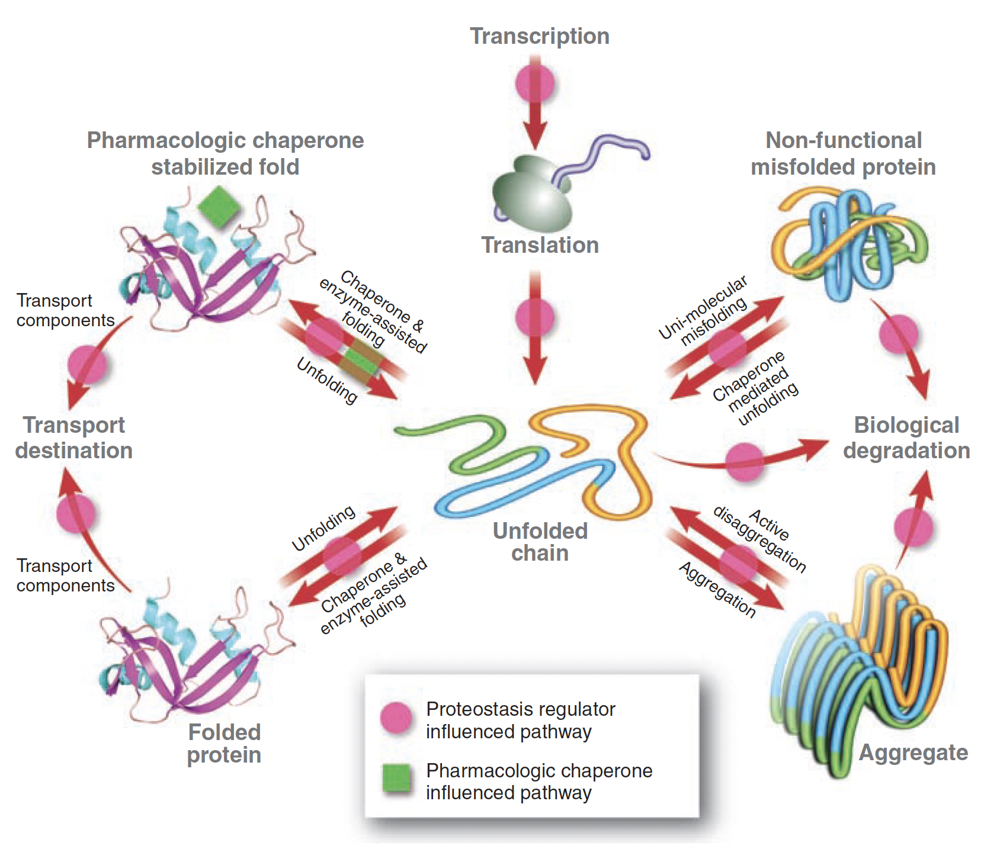 Transcription
Pharmacologic chaperone
stabilized fold
Non-functional
misfolded protein
Translation
Transport
components
Chaperone &
enzyme-assisted
folding
Unfolding
Uni-molecular
misfolding
Chaperone
mediated
unfolding
Transport
destination
Biological
degradation
Unfolded
chain
Unfolding
Chaperone &
enzyme-assisted
folding
Active
disaggregation
Aggregation
Transport
components
Folded
protein
Aggregate
Proteostasis regulator
influenced pathway
Pharmacologic chaperone
influenced pathway